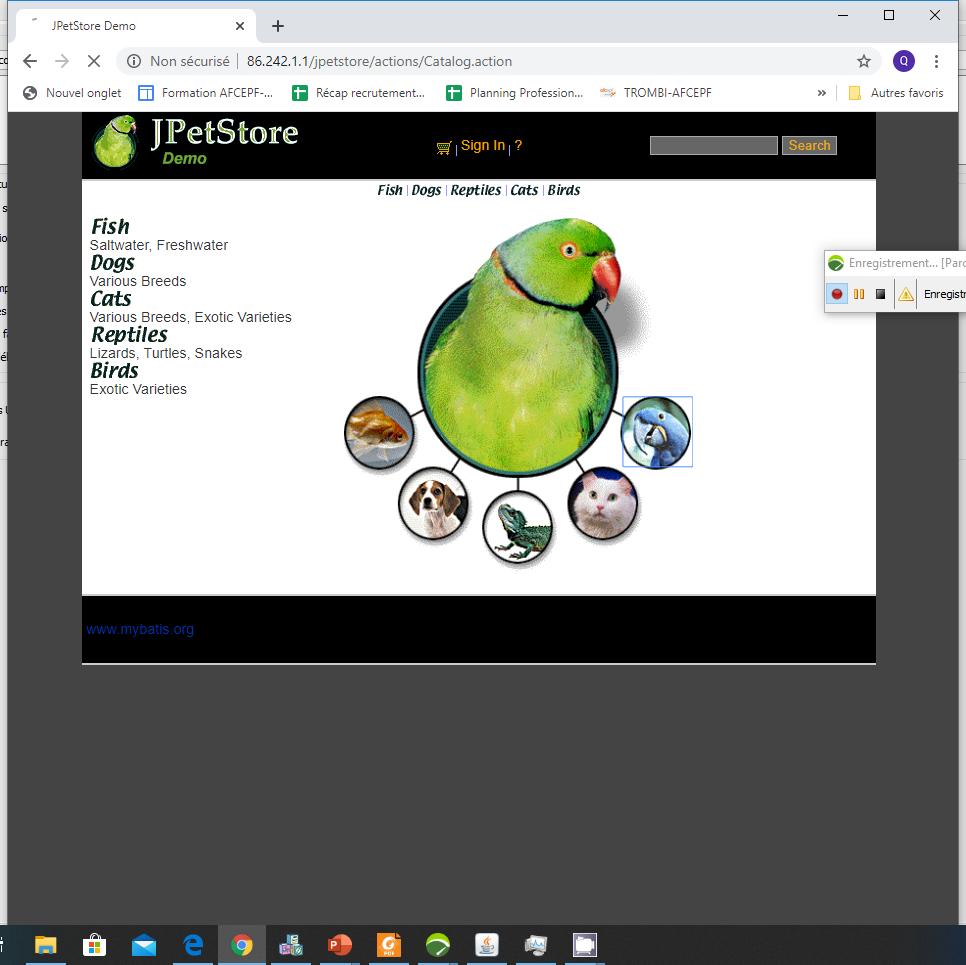 JPetStore Demo
Non sécurisé 86.242.1.1/jpetstore/actions/Catalog.action Q
Nouvel onglet Formation AFCEPF-... Récap recrutement... Planning Profession... TROMBI-AFCEPF » Autres favoris
JPetStore
Demo
Sign In | ? Search
Fish | Dogs | Reptiles | Cats | Birds
Fish
Saltwater, Freshwater
Dogs
Various Breeds
Cats
Various Breeds, Exotic Varieties
Reptiles
Lizards, Turtles, Snakes
Birds
Exotic Varieties
Enregistrement... [Parc
Enregistr
www.mybatis.org